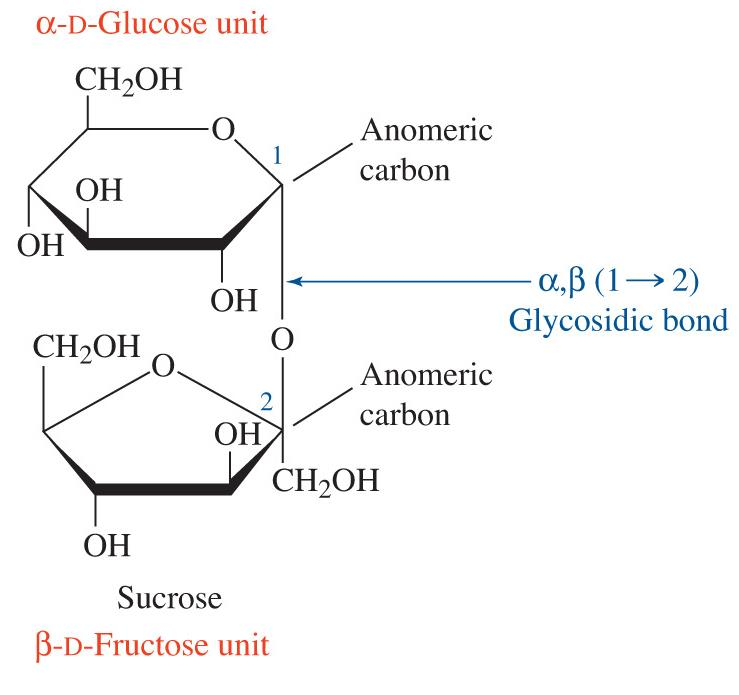 α-D-Glucose unit
CH₂OH
O
1
Anomeric
carbon
OH
OH
OH
α,β (1⟶2)
Glycosidic bond
O
CH₂OH
O
2
Anomeric
carbon
OH
CH₂OH
OH
Sucrose
β-D-Fructose unit